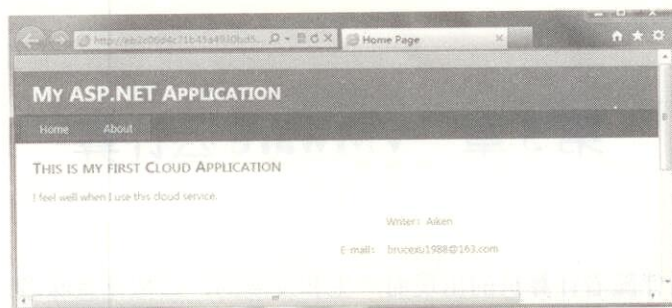 Home Page
MY ASP.NET APPLICATION
Home About
THIS IS MY FIRST CLOUD APPLICATION
I feel well when I use this cloud service.
Writer: Aiken
E-mail: brucexu1988@163.com